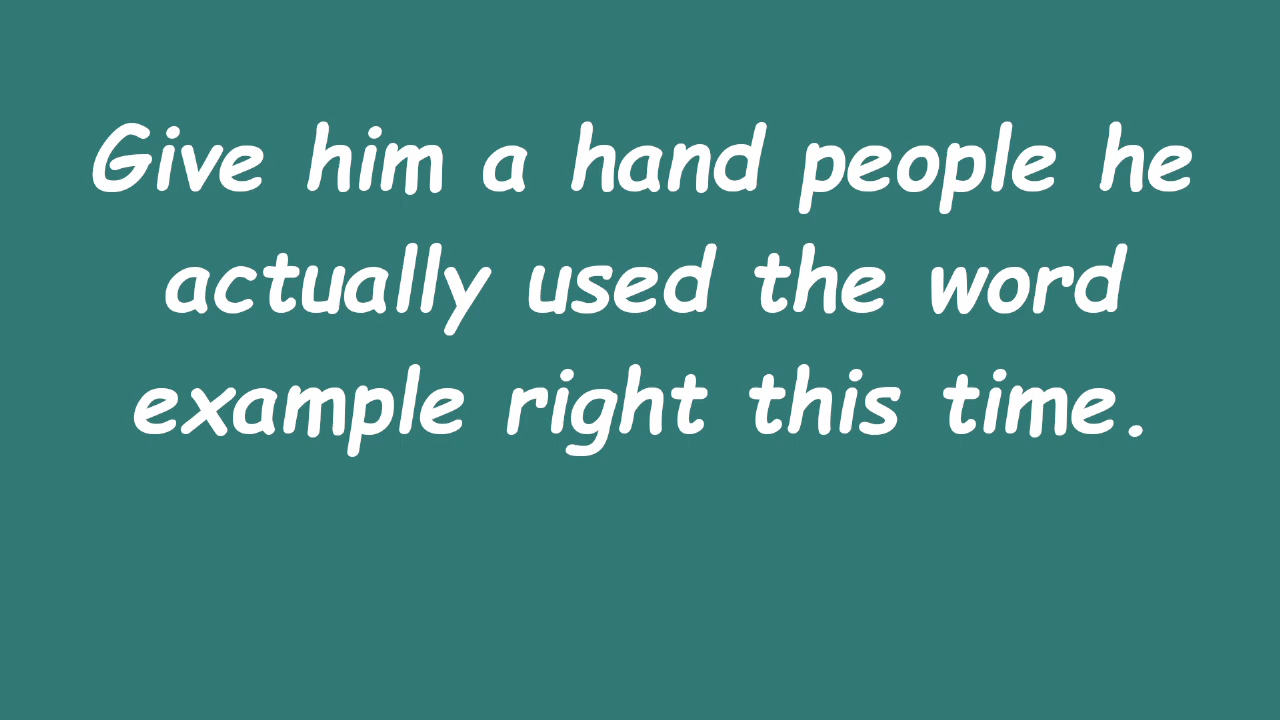 Give him a hand people he
actually used the word
example right this time.